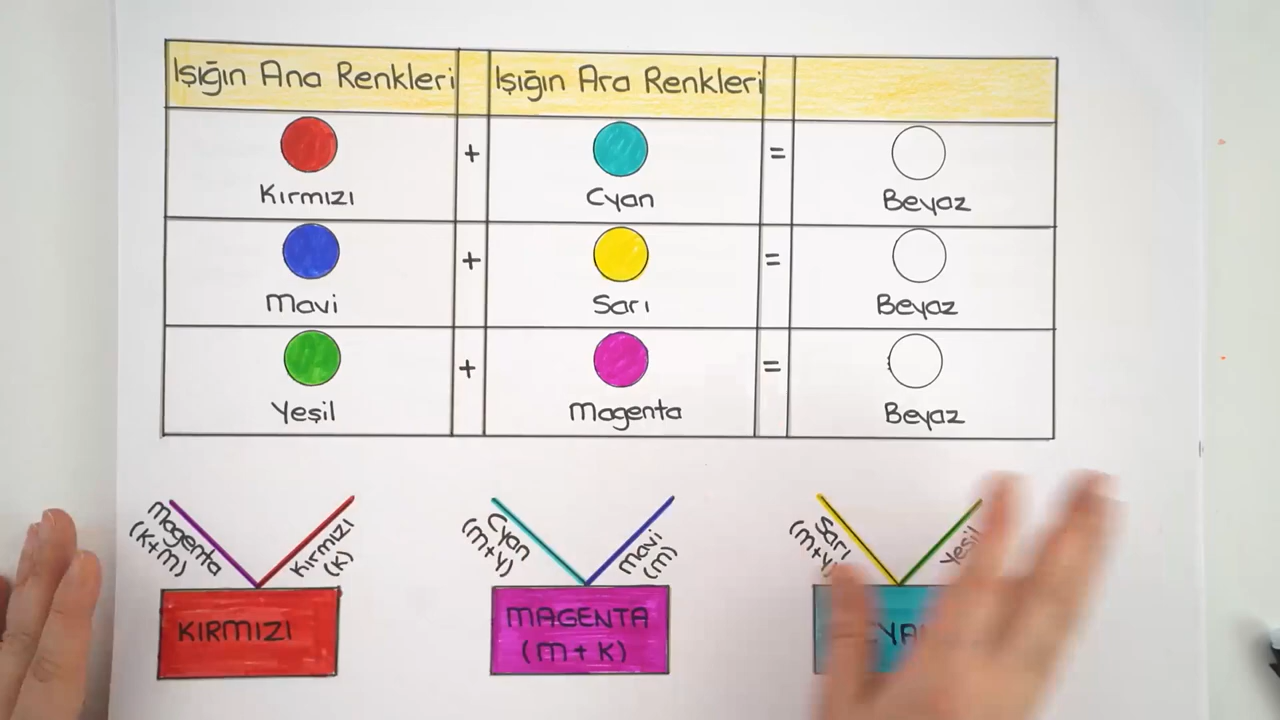 Işığın Ana Renkleri
Işığın Ara Renkleri
Kırmızı
+
Cyan
=
Beyaz
Mavi
+
Sarı
=
Beyaz
Yeşil
+
Magenta
=
Beyaz
Magenta
(K+m)
Kırmızı
(K)
Cyan
(m+y)
mavi
(m)
Sarı
(m+y)
Yeşil
KIRMIZI
MAGENTA
(m + K)